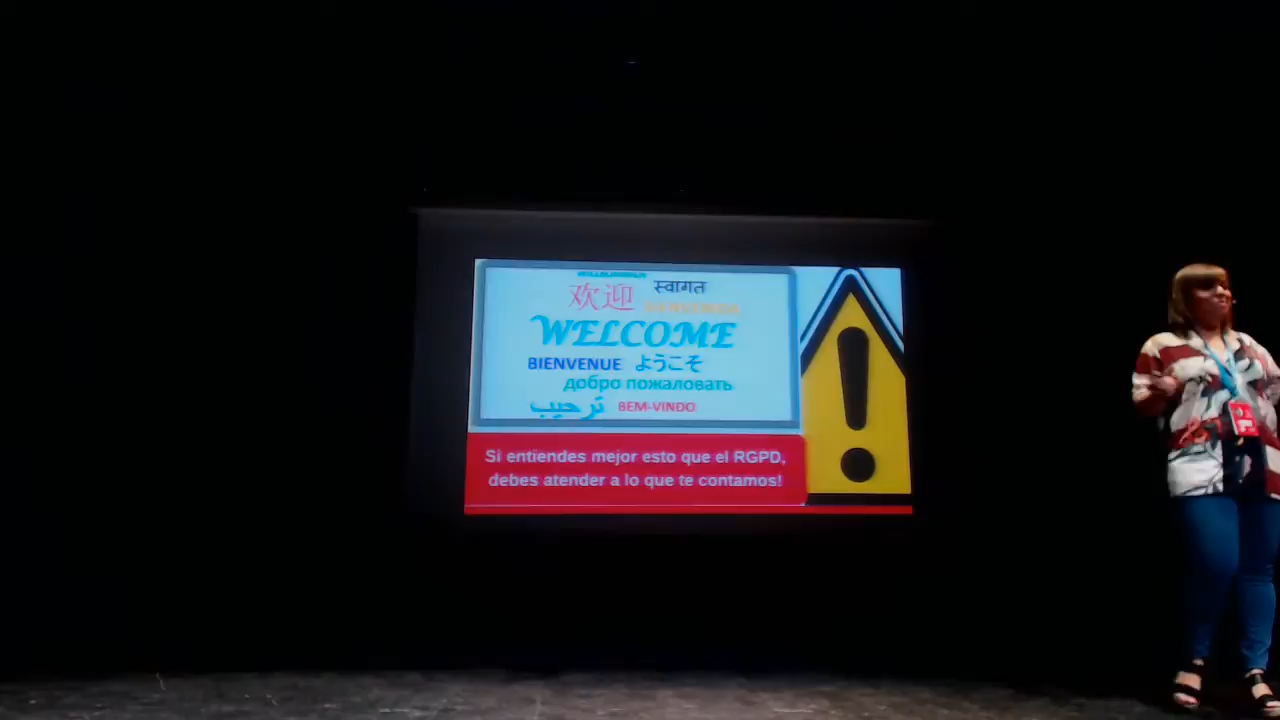 WILLKOMMEN
欢迎 स्वागत
WELCOME
BIENVENUE ようこそ
добро пожаловать
ترحيب BEM-VINDO
Si entiendes mejor esto que el RGPD,
debes atender a lo que te contamos!